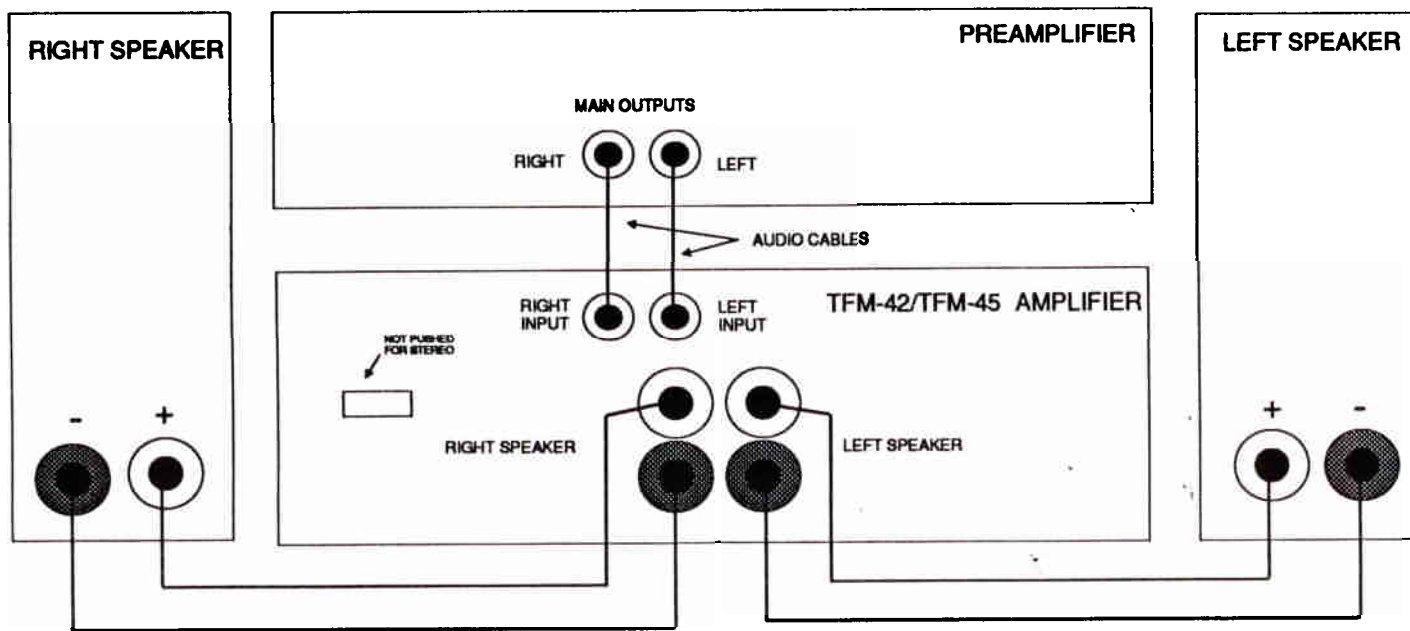 RIGHT SPEAKER
PREAMPLIFIER
LEFT SPEAKER
MAIN OUTPUTS
RIGHT
LEFT
AUDIO CABLES
RIGHT
INPUT
LEFT
INPUT
TFM-42/TFM-45 AMPLIFIER
NOT PUSHED
FOR STEREO
- +
RIGHT SPEAKER
LEFT SPEAKER
+ -